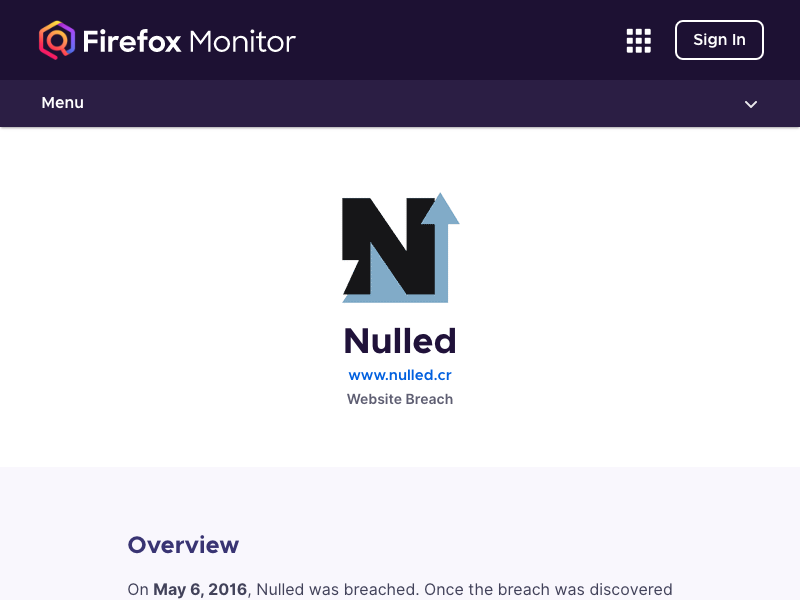 Firefox Monitor
Sign In
Menu
Nulled
www.nulled.cr
Website Breach
Overview
On May 6, 2016, Nulled was breached. Once the breach was discovered